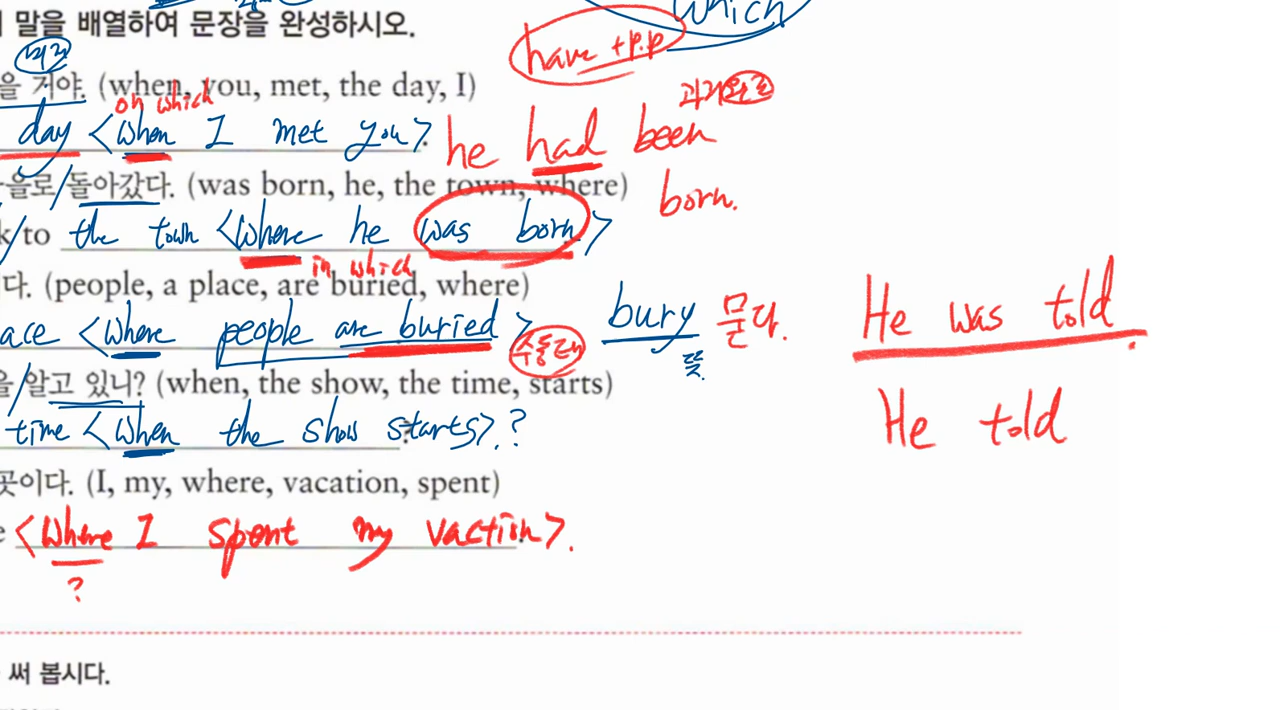 which
말을 배열하여 문장을 완성하시오.
have +p.p
을 거야. (when, you, met, the day, I)
on which
과거완료
day <when I met you>.
he had been
born.
을로/돌아갔다. (was born, he, the town, where)
k/to the town <where he was born>
in which
다. (people, a place, are buried, where)
ace <where people are buried>
수동태
bury 묻다.
뜻.
He was told.
He told
을/알고 있니? (when, the show, the time, starts)
time <when the show starts>.?
곳이다. (I, my, where, vacation, spent)
e <where I spent my vaction>.
?
써 봅시다.